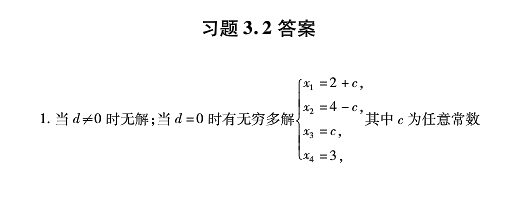 习题 3.2 答案
x₁ = 2 + c,
x₂ = 4 - c,
1. 当 d≠0 时无解;当 d = 0 时有无穷多解{ 其中 c 为任意常数
x₃ = c,
x₄ = 3,